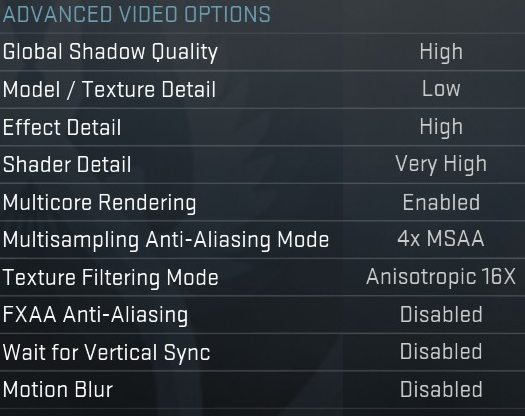 ADVANCED VIDEO OPTIONS
Global Shadow Quality High
Model / Texture Detail Low
Effect Detail High
Shader Detail Very High
Multicore Rendering Enabled
Multisampling Anti-Aliasing Mode 4x MSAA
Texture Filtering Mode Anisotropic 16X
FXAA Anti-Aliasing Disabled
Wait for Vertical Sync Disabled
Motion Blur Disabled